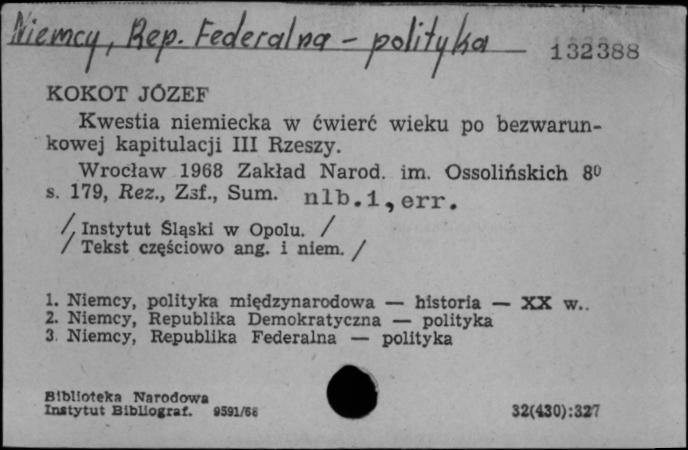 Niemcy, Rep. Federalna - polityka 132388
KOKOT JÓZEF
Kwestia niemiecka w ćwierć wieku po bezwarun-
kowej kapitulacji III Rzeszy.
Wrocław 1968 Zakład Narod. im. Ossolińskich 8⁰
s. 179, Rez., Zsf., Sum. nlb.1, err.
/ Instytut Śląski w Opolu. /
/ Tekst częściowo ang. i niem. /
1. Niemcy, polityka międzynarodowa — historia — XX w..
2. Niemcy, Republika Demokratyczna — polityka
3. Niemcy, Republika Federalna — polityka
Biblioteka Narodowa
Instytut Bibliograf. 9591/68 32(430):327